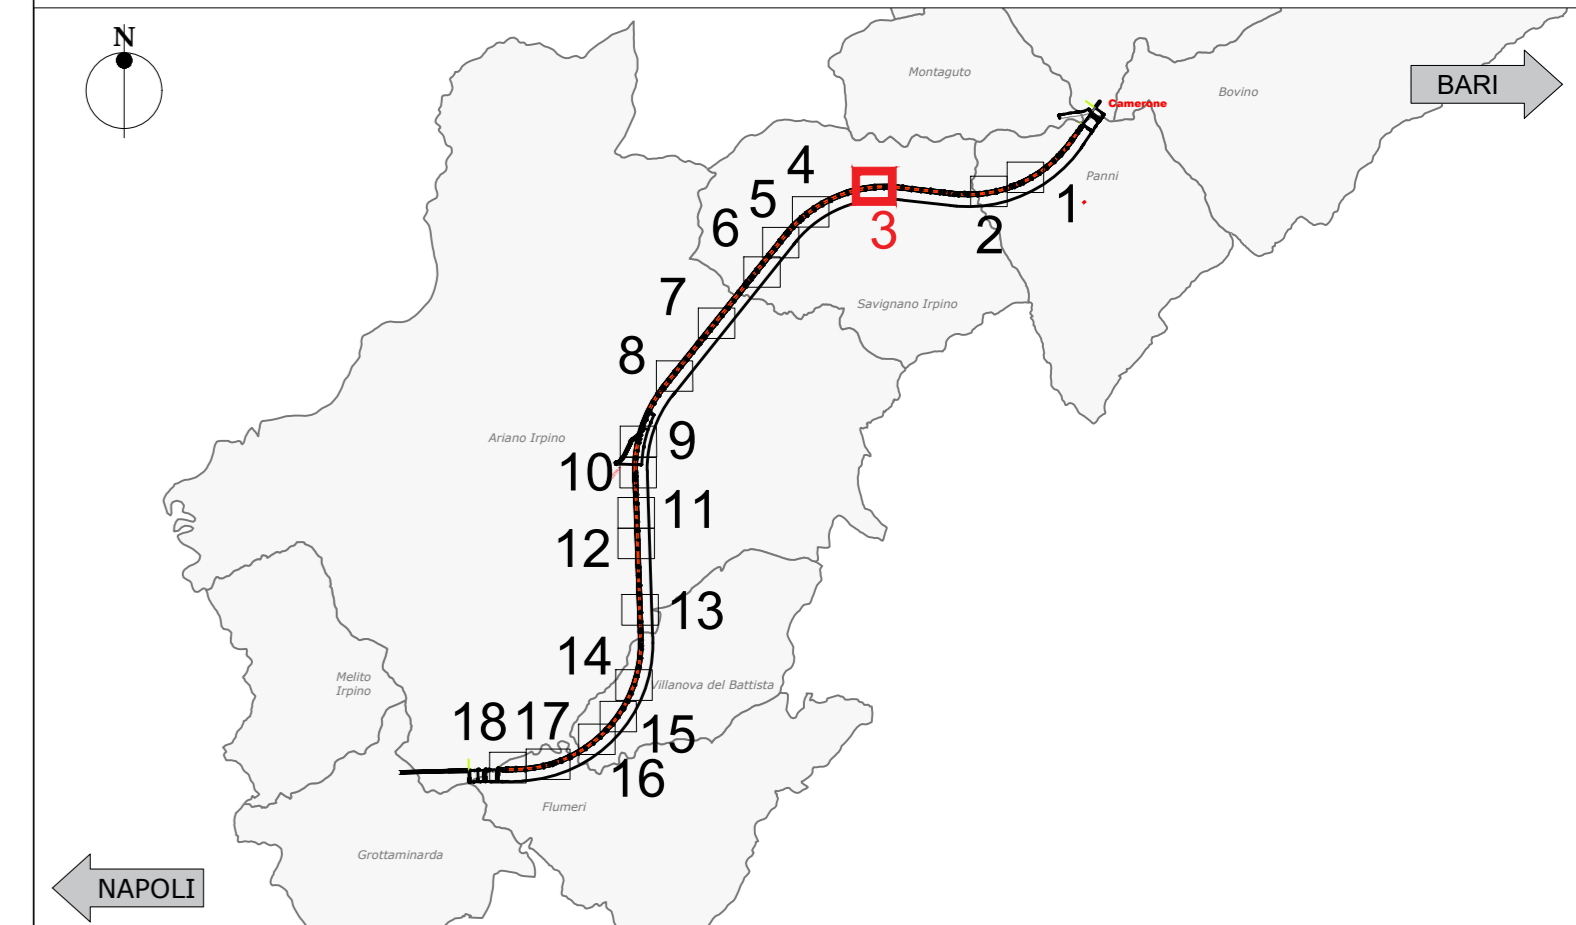 N
Montaguto
Bovino
BARI
Camerone
4
Panni
5
1
3
6
2
7
Savignano Irpino
8
Ariano Irpino
9
10
11
12
13
14
Melito
Irpino
Villanova del Battista
18
17
15
16
Flumeri
Grottaminarda
NAPOLI